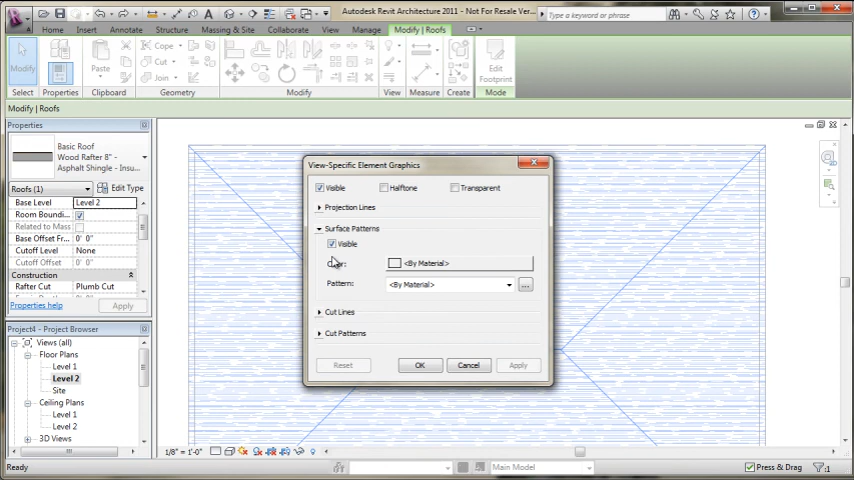 Autodesk Revit Architecture 2011 - Not For Resale Ver...
Type a keyword or phrase
Home Insert Annotate Structure Massing & Site Collaborate View Manage Modify | Roofs
Modify Properties Paste Cope Cut Join Edit Footprint
Select Properties Clipboard Geometry Modify View Measure Create Mode
Modify | Roofs
Properties
Basic Roof
Wood Rafter 8" -
Asphalt Shingle - Insu...
Roofs (1) Edit Type
Base Level Level 2
Room Boundi...
Related to Mass
Base Offset Fr... 0' 0"
Cutoff Level None
Cutoff Offset 0' 0"
Construction
Rafter Cut Plumb Cut
Properties help Apply
Project4 - Project Browser
Views (all)
Floor Plans
Level 1
Level 2
Site
Ceiling Plans
Level 1
Level 2
3D Views
View-Specific Element Graphics
Visible Halftone Transparent
Projection Lines
Surface Patterns
Visible
<By Material>
Pattern: <By Material> ...
Cut Lines
Cut Patterns
Reset OK Cancel Apply
1/8" = 1'-0"
Ready :0 Main Model Press & Drag :1